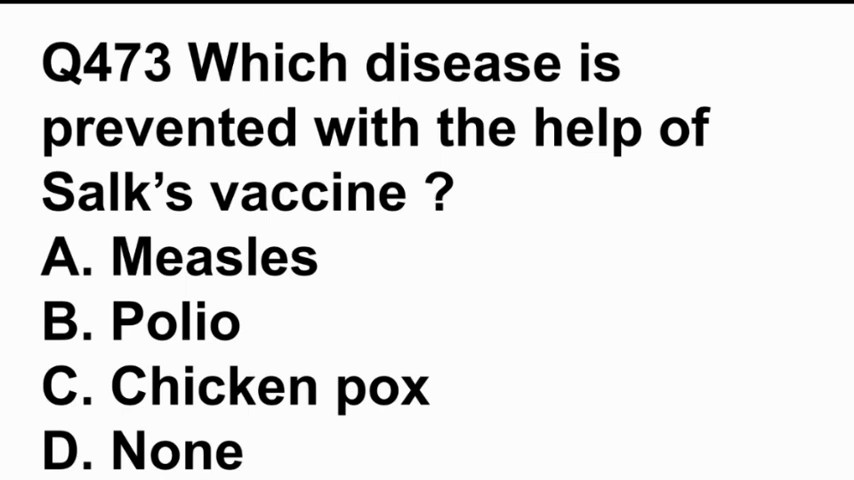 Q473 Which disease is
prevented with the help of
Salk’s vaccine ?
A. Measles
B. Polio
C. Chicken pox
D. None